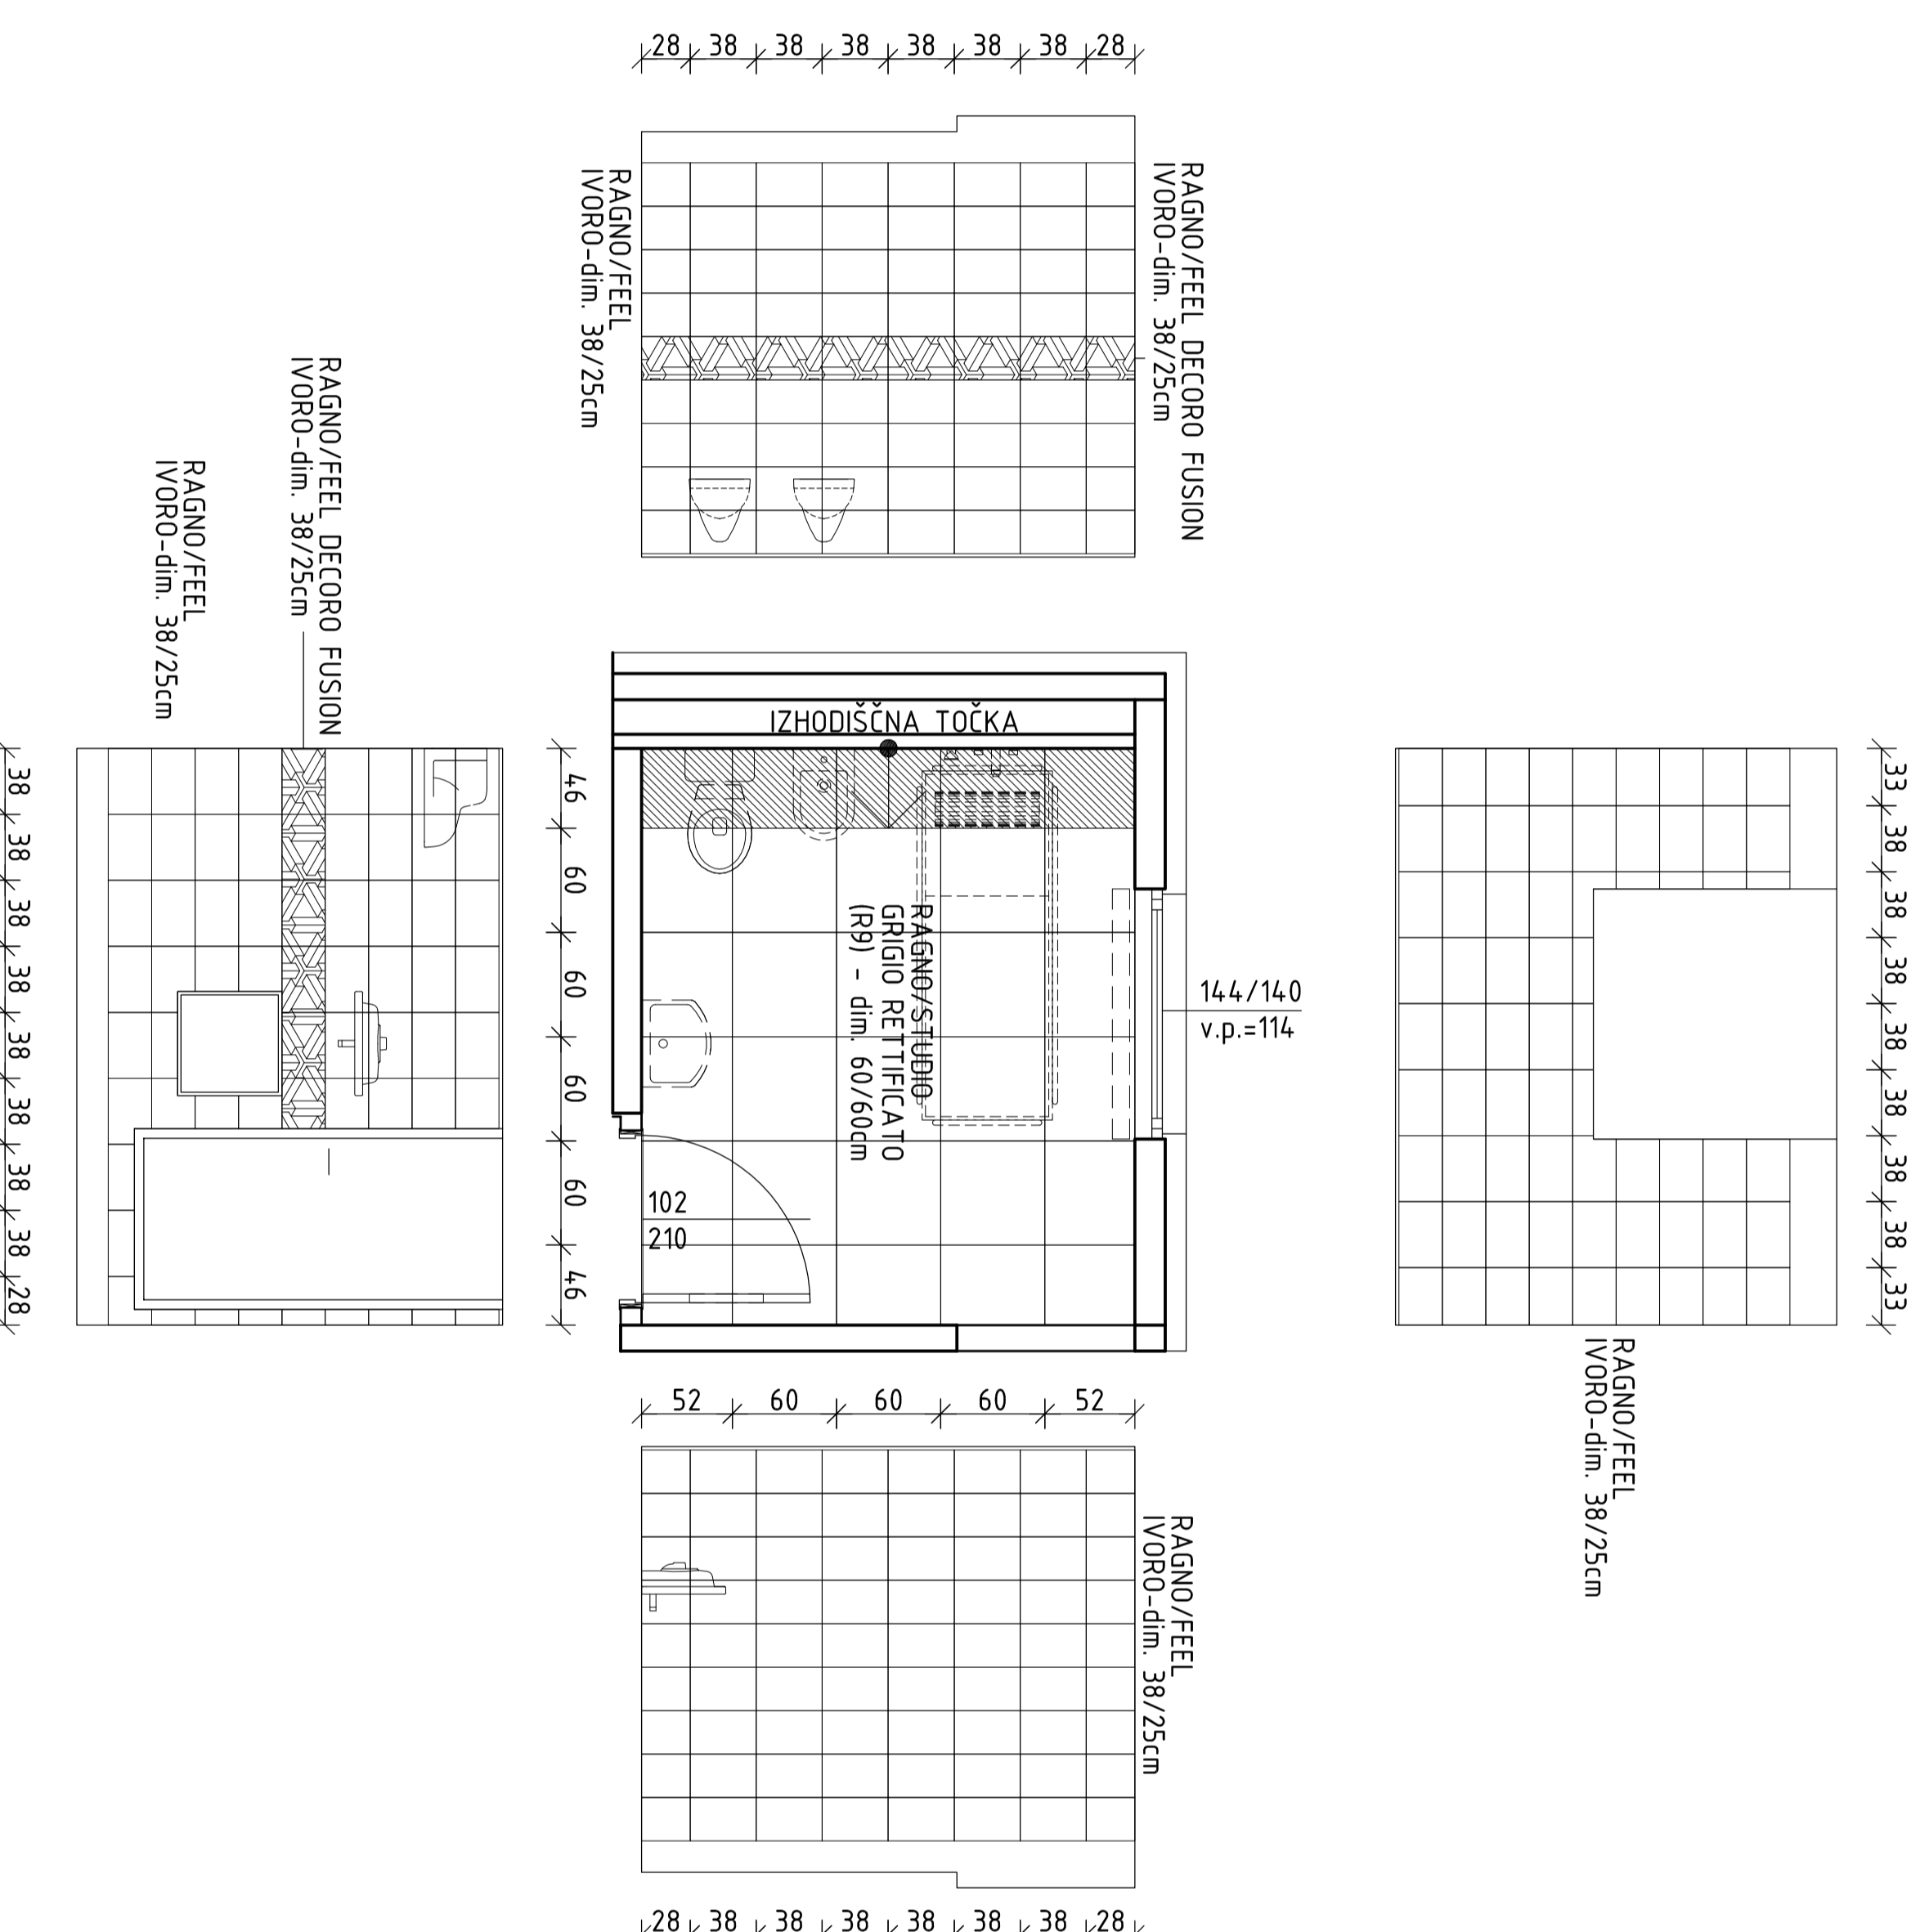 28 38 38 38 38 38 38 28
RAGNO/FEEL DECORO FUSION
IVORO-dim. 38/25cm
RAGNO/FEEL
IVORO-dim. 38/25cm
RAGNO/FEEL DECORO FUSION
IVORO-dim. 38/25cm
RAGNO/FEEL
IVORO-dim. 38/25cm
38 38 38 38 38 38 38 38 28
IZHODIŠČNA TOČKA
46 60 60 60 60 46
RAGNO/STUDIO
GRIGIO RETTIFICATO
(R9) - dim. 60/60cm
102
210
144/140
v.p.=114
33 38 38 38 38 38 38 38 33
RAGNO/FEEL
IVORO-dim. 38/25cm
52 60 60 60 52
RAGNO/FEEL
IVORO-dim. 38/25cm
28 38 38 38 38 38 38 28